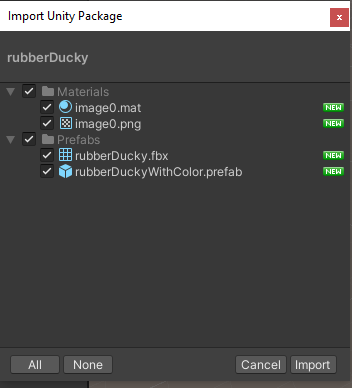 Import Unity Package x
rubberDucky
Materials
image0.mat NEW
image0.png NEW
Prefabs
rubberDucky.fbx NEW
rubberDuckyWithColor.prefab NEW
All None Cancel Import